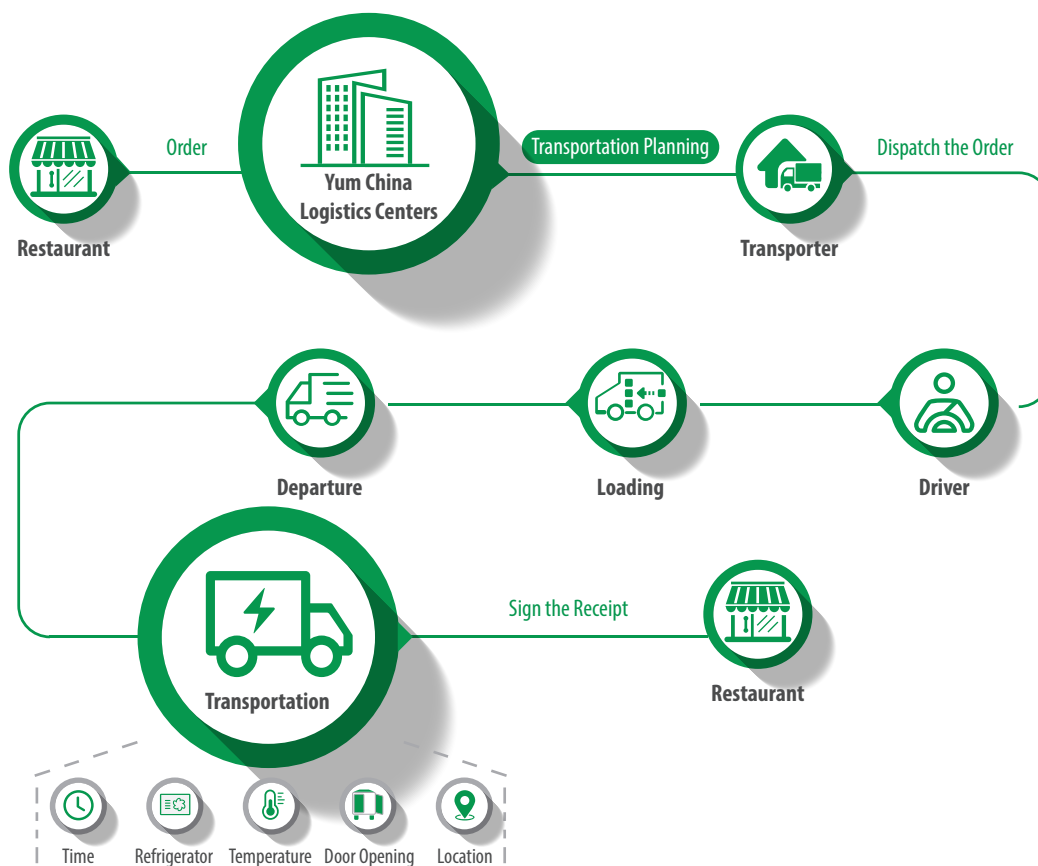 Order
Transportation Planning
Dispatch the Order
Yum China
Logistics Centers
Restaurant
Transporter
Departure
Loading
Driver
Sign the Receipt
Transportation
Restaurant
Time
Refrigerator
Temperature
Door Opening
Location